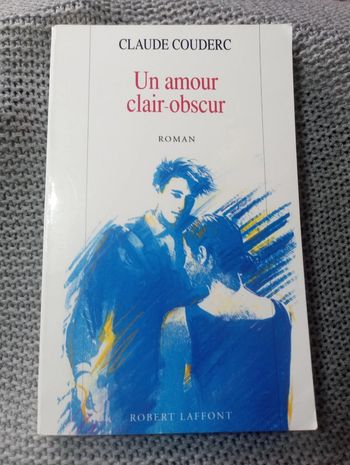 CLAUDE COUDERC
Un amour
clair-obscur
ROMAN
ROBERT LAFFONT